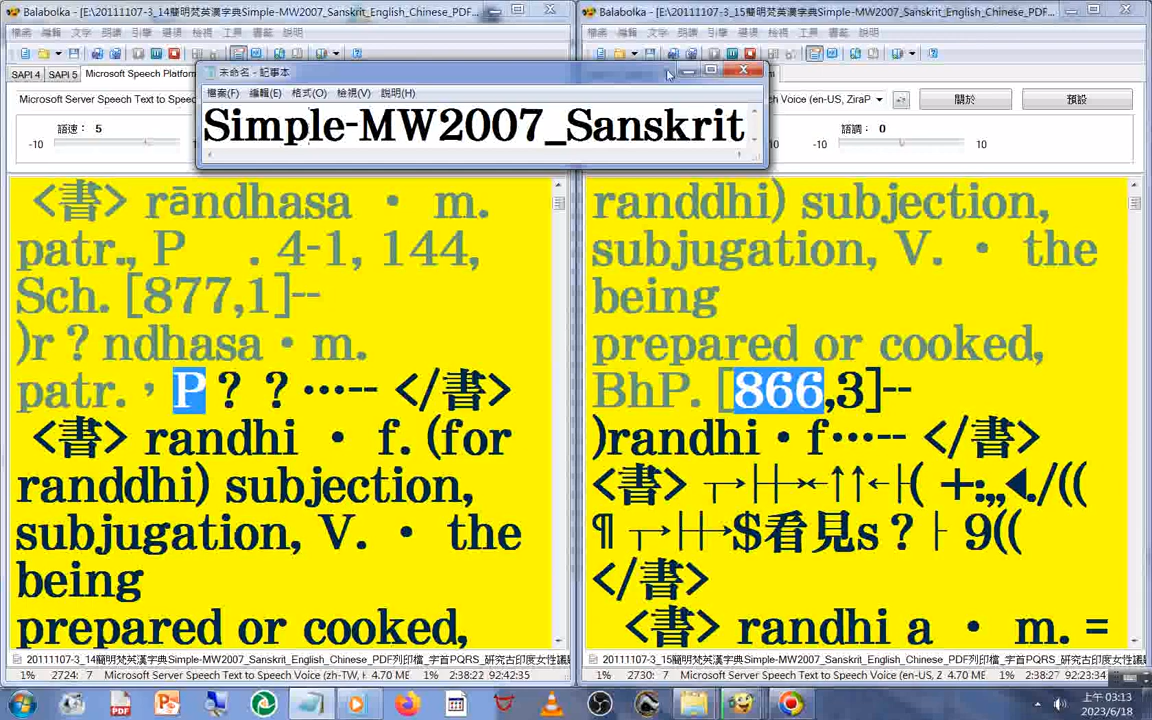 Balabolka - [E:\20111107-3_14簡明梵英漢字典Simple-MW2007_Sanskrit_English_Chinese_PDF...
Balabolka - [E:\20111107-3_15簡明梵英漢字典Simple-MW2007_Sanskrit_English_Chinese_PDF...
SAPI 4 SAPI 5 Microsoft Speech Platform
未命名 - 記事本
檔案(F) 編輯(E) 格式(O) 檢視(V) 說明(H)
Simple-MW2007_Sanskrit
Microsoft Server Speech Text to Spee
Voice (en-US, ZiraP
關於
預設
語速： 5
語調： 0
-10
-10 10
<書> rāndhasa • m.
patr., P . 4-1, 144,
Sch. [877,1]--
)r？ndhasa•m.
patr.，P？？…-- </書>
<書> randhi • f. (for
randdhi) subjection,
subjugation, V. • the
being
prepared or cooked,
randdhi) subjection,
subjugation, V. • the
being
prepared or cooked,
BhP. [866,3]--
)randhi•f…-- </書>
</書>
<書> randhi a • m. =
20111107-3_14簡明梵英漢字典Simple-MW2007_Sanskrit_English_Chinese_PDF列印檔_字首PQRS_研究古印度女性議
20111107-3_15簡明梵英漢字典Simple-MW2007_Sanskrit_English_Chinese_PDF列印檔_字首PQRS_研究古印度女性議
1% 2724: 7 Microsoft Server Speech Text to Speech Voice (zh-TW, H 4.70 ME 1% 2:38:22 92:42:35
1% 2730: 7 Microsoft Server Speech Text to Speech Voice (en-US, Z 4.70 ME 1% 2:38:27 92:23:34
上午 03:13
2023/6/18